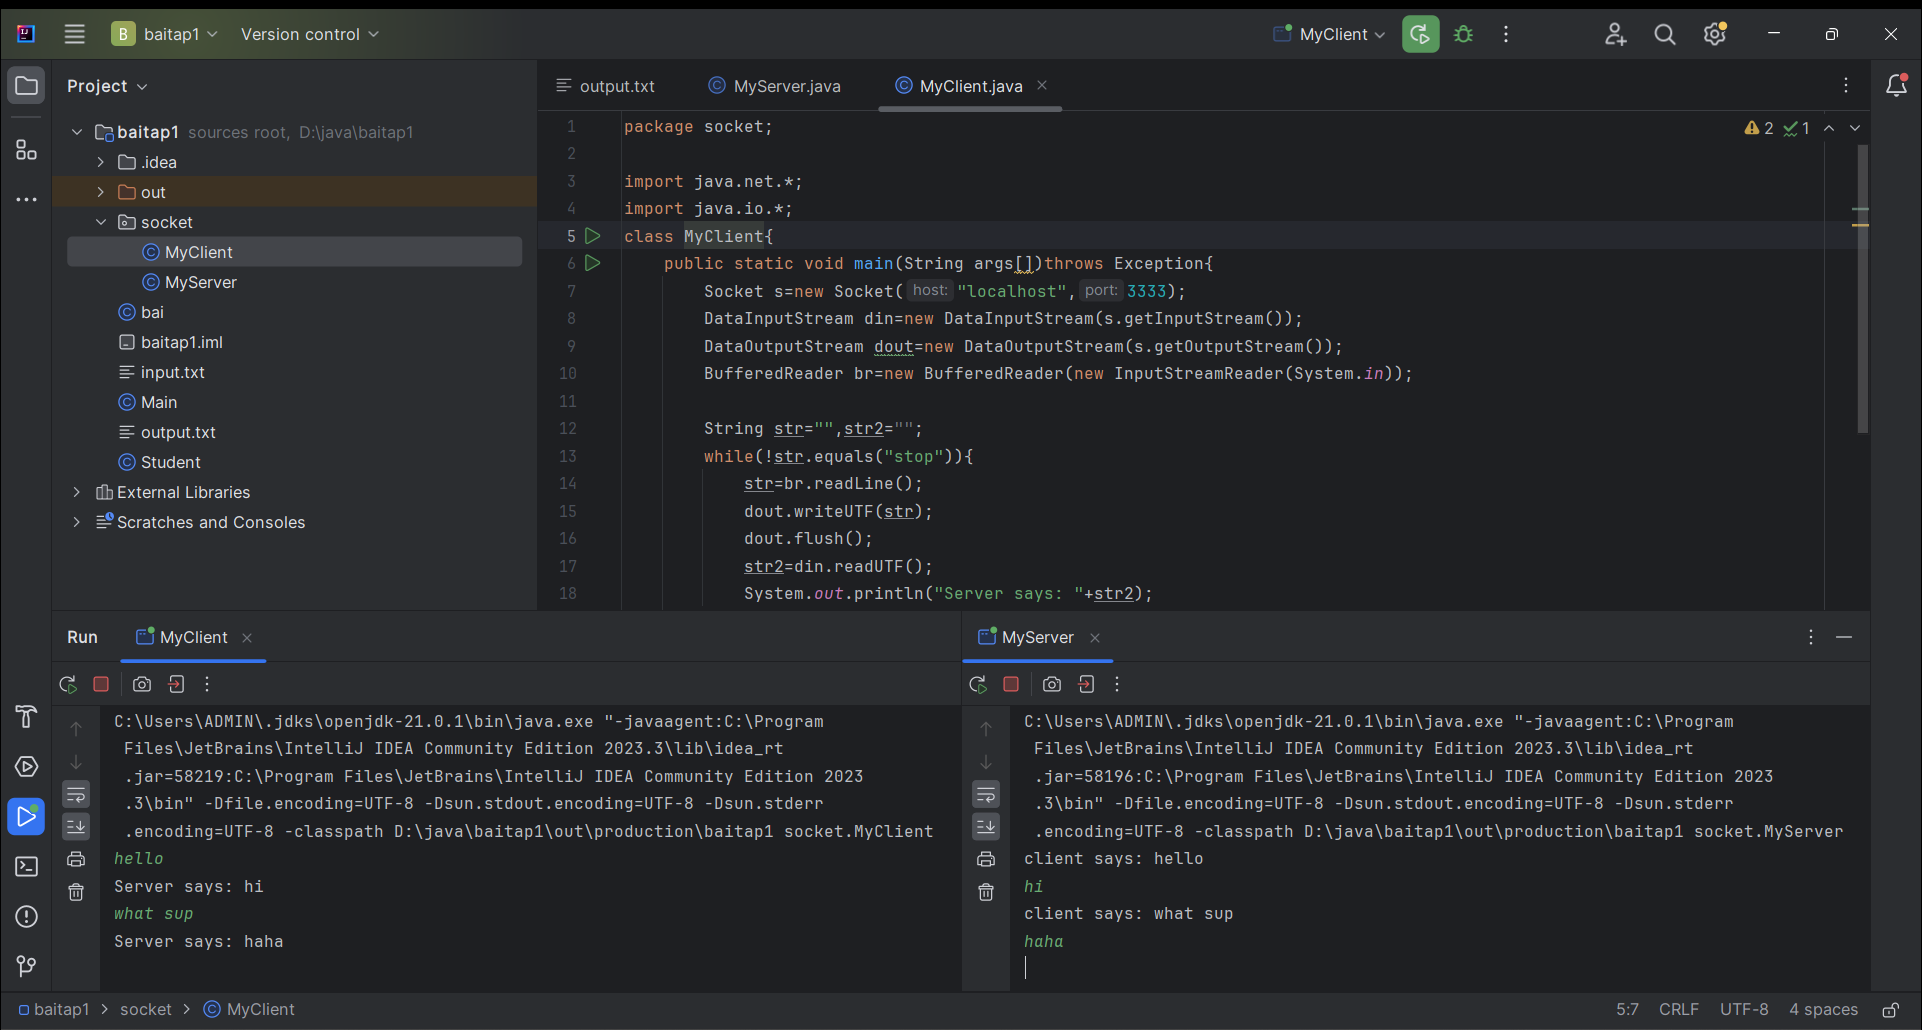 B baitap1 Version control MyClient
Project
output.txt MyServer.java MyClient.java
baitap1 sources root, D:\java\baitap1
.idea
out
socket
MyClient
MyServer
bai
baitap1.iml
input.txt
Main
output.txt
Student
External Libraries
Scratches and Consoles
2 1
1 package socket;
2
3 import java.net.*;
4 import java.io.*;
5 class MyClient{
6 public static void main(String args[])throws Exception{
7 Socket s=new Socket( host: "localhost", port: 3333);
8 DataInputStream din=new DataInputStream(s.getInputStream());
9 DataOutputStream dout=new DataOutputStream(s.getOutputStream());
10 BufferedReader br=new BufferedReader(new InputStreamReader(System.in));
11
12 String str="",str2="";
13 while(!str.equals("stop")){
14 str=br.readLine();
15 dout.writeUTF(str);
16 dout.flush();
17 str2=din.readUTF();
18 System.out.println("Server says: "+str2);
Run MyClient
C:\Users\ADMIN\.jdks\openjdk-21.0.1\bin\java.exe "-javaagent:C:\Program
Files\JetBrains\IntelliJ IDEA Community Edition 2023.3\lib\idea_rt
.jar=58219:C:\Program Files\JetBrains\IntelliJ IDEA Community Edition 2023
.3\bin" -Dfile.encoding=UTF-8 -Dsun.stdout.encoding=UTF-8 -Dsun.stderr
.encoding=UTF-8 -classpath D:\java\baitap1\out\production\baitap1 socket.MyClient
hello
Server says: hi
what sup
Server says: haha
MyServer
C:\Users\ADMIN\.jdks\openjdk-21.0.1\bin\java.exe "-javaagent:C:\Program
Files\JetBrains\IntelliJ IDEA Community Edition 2023.3\lib\idea_rt
.jar=58196:C:\Program Files\JetBrains\IntelliJ IDEA Community Edition 2023
.3\bin" -Dfile.encoding=UTF-8 -Dsun.stdout.encoding=UTF-8 -Dsun.stderr
.encoding=UTF-8 -classpath D:\java\baitap1\out\production\baitap1 socket.MyServer
client says: hello
hi
client says: what sup
haha
baitap1 > socket > MyClient
5:7 CRLF UTF-8 4 spaces